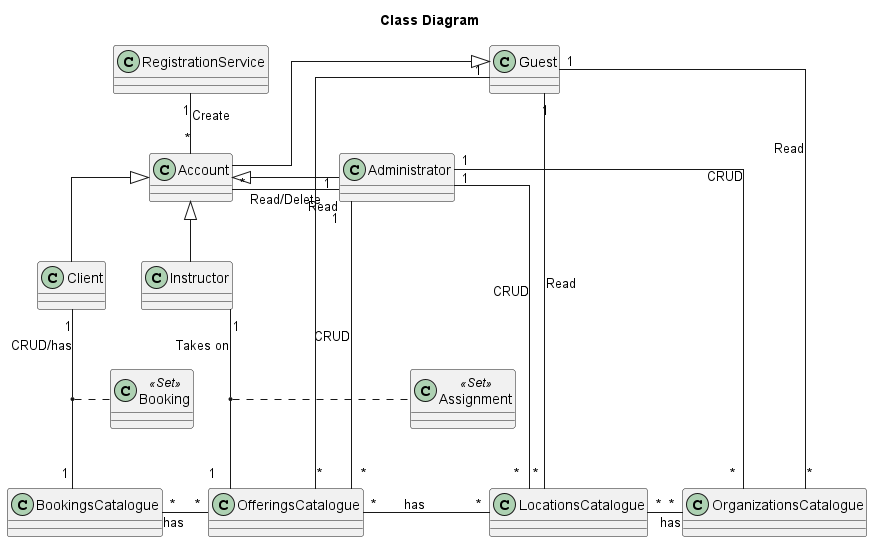 Class Diagram
C RegistrationService
C Guest
1
1
1
1
Create
*
Read
C Account
C Administrator
1
CRUD
*
1
1
Read/Delete
Read
1
C Client
C Instructor
CRUD
Read
1
1
CRUD/has
Takes on
CRUD
C «Set»
Booking
C «Set»
Assignment
1
1
*
*
*
*
*
*
C BookingsCatalogue
* *
has
C OfferingsCatalogue
* has *
C LocationsCatalogue
* *
has
C OrganizationsCatalogue